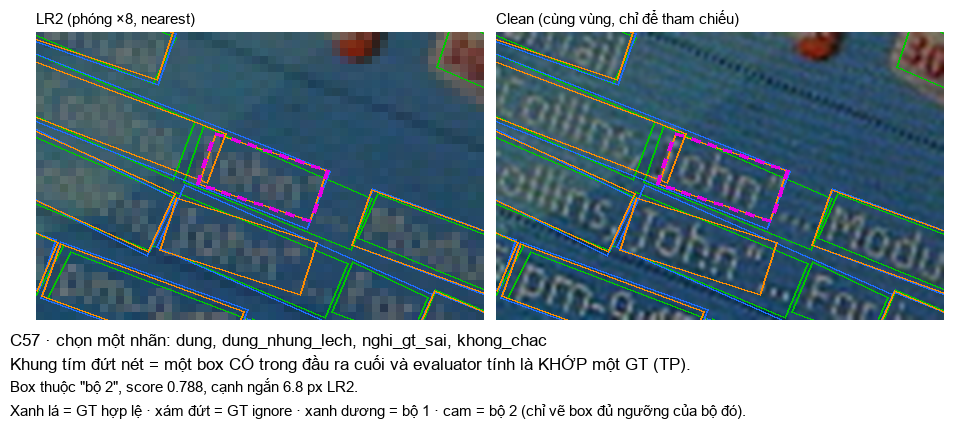 LR2 (phóng ×8, nearest)
Clean (cùng vùng, chỉ để tham chiếu)
Collins, John"... Modu
ollins, John"...
pm-9
C57 · chọn một nhãn: dung, dung_nhung_lech, nghi_gt_sai, khong_chac
Khung tím đứt nét = một box CÓ trong đầu ra cuối và evaluator tính là KHỚP một GT (TP).
Box thuộc "bộ 2", score 0.788, cạnh ngắn 6.8 px LR2.
Xanh lá = GT hợp lệ · xám đứt = GT ignore · xanh dương = bộ 1 · cam = bộ 2 (chỉ vẽ box đủ ngưỡng của bộ đó).